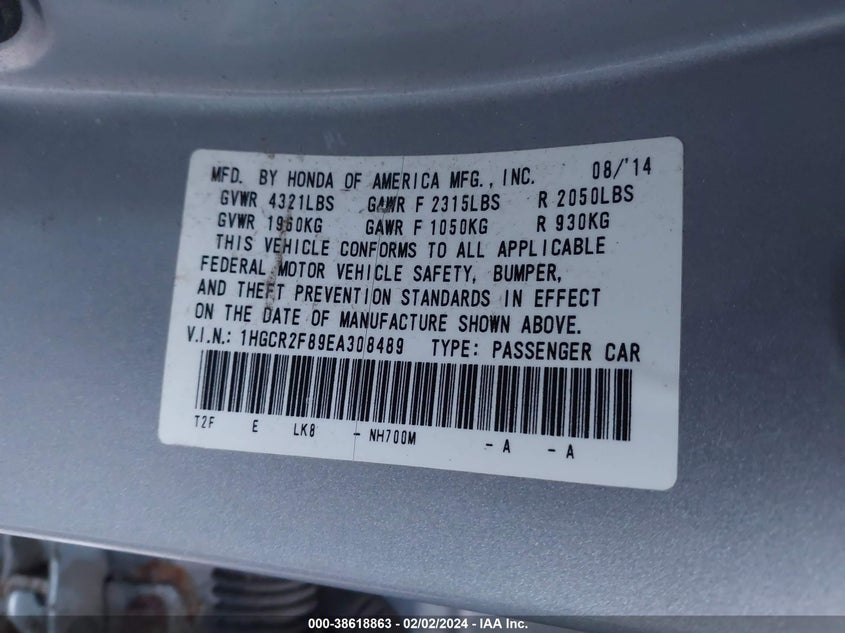 MFD. BY HONDA OF AMERICA MFG., INC. 08/'14
GVWR 4321LBS GAWR F 2315LBS R 2050LBS
GVWR 1960KG GAWR F 1050KG R 930KG
THIS VEHICLE CONFORMS TO ALL APPLICABLE
FEDERAL MOTOR VEHICLE SAFETY, BUMPER,
AND THEFT PREVENTION STANDARDS IN EFFECT
ON THE DATE OF MANUFACTURE SHOWN ABOVE.
V.I.N.: 1HGCR2F89EA308489 TYPE: PASSENGER CAR
T2F E LK8 - NH700M - A - A
000-38618863 - 02/02/2024 - IAA Inc.